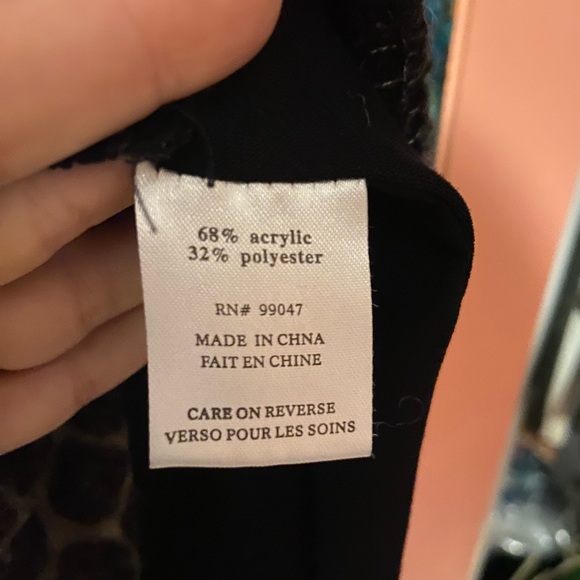 68% acrylic
32% polyester
RN# 99047
MADE IN CHNA
FAIT EN CHINE
CARE ON REVERSE
VERSO POUR LES SOINS